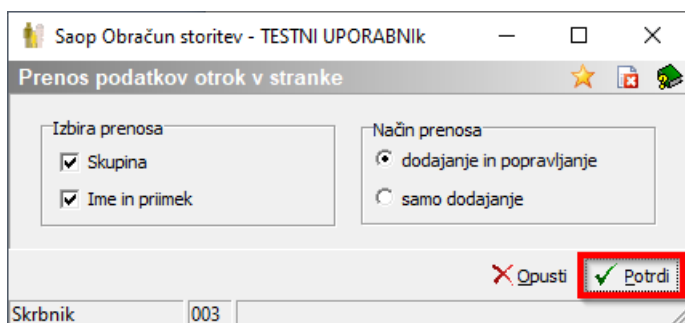 Saop Obračun storitev - TESTNI UPORABNIk
Prenos podatkov otrok v stranke
Izbira prenosa
Skupina
Ime in priimek
Način prenosa
dodajanje in popravljanje
samo dodajanje
Opusti
Potrdi
Skrbnik 003